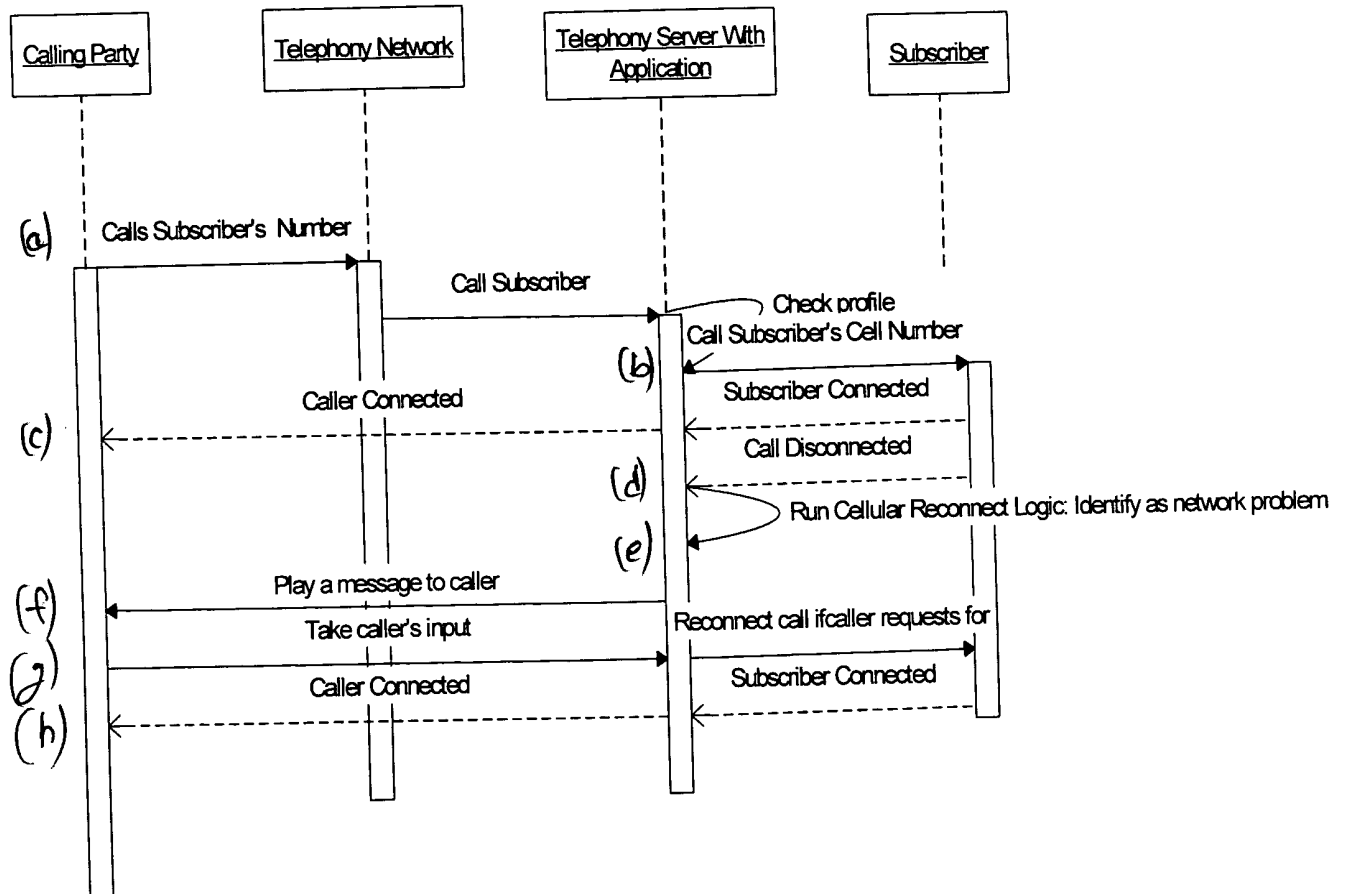 Calling Party
Telephony Network
Telephony Server With
Application
Subscriber
(a)
Calls Subscriber's Number
Call Subscriber
Check profile
Call Subscriber's Cell Number
(b)
Subscriber Connected
Caller Connected
(c)
Call Disconnected
(d)
Run Cellular Reconnect Logic: Identify as network problem
(e)
Play a message to caller
(f)
Take caller's input
Reconnect call ifcaller requests for
(g)
Caller Connected
Subscriber Connected
(h)